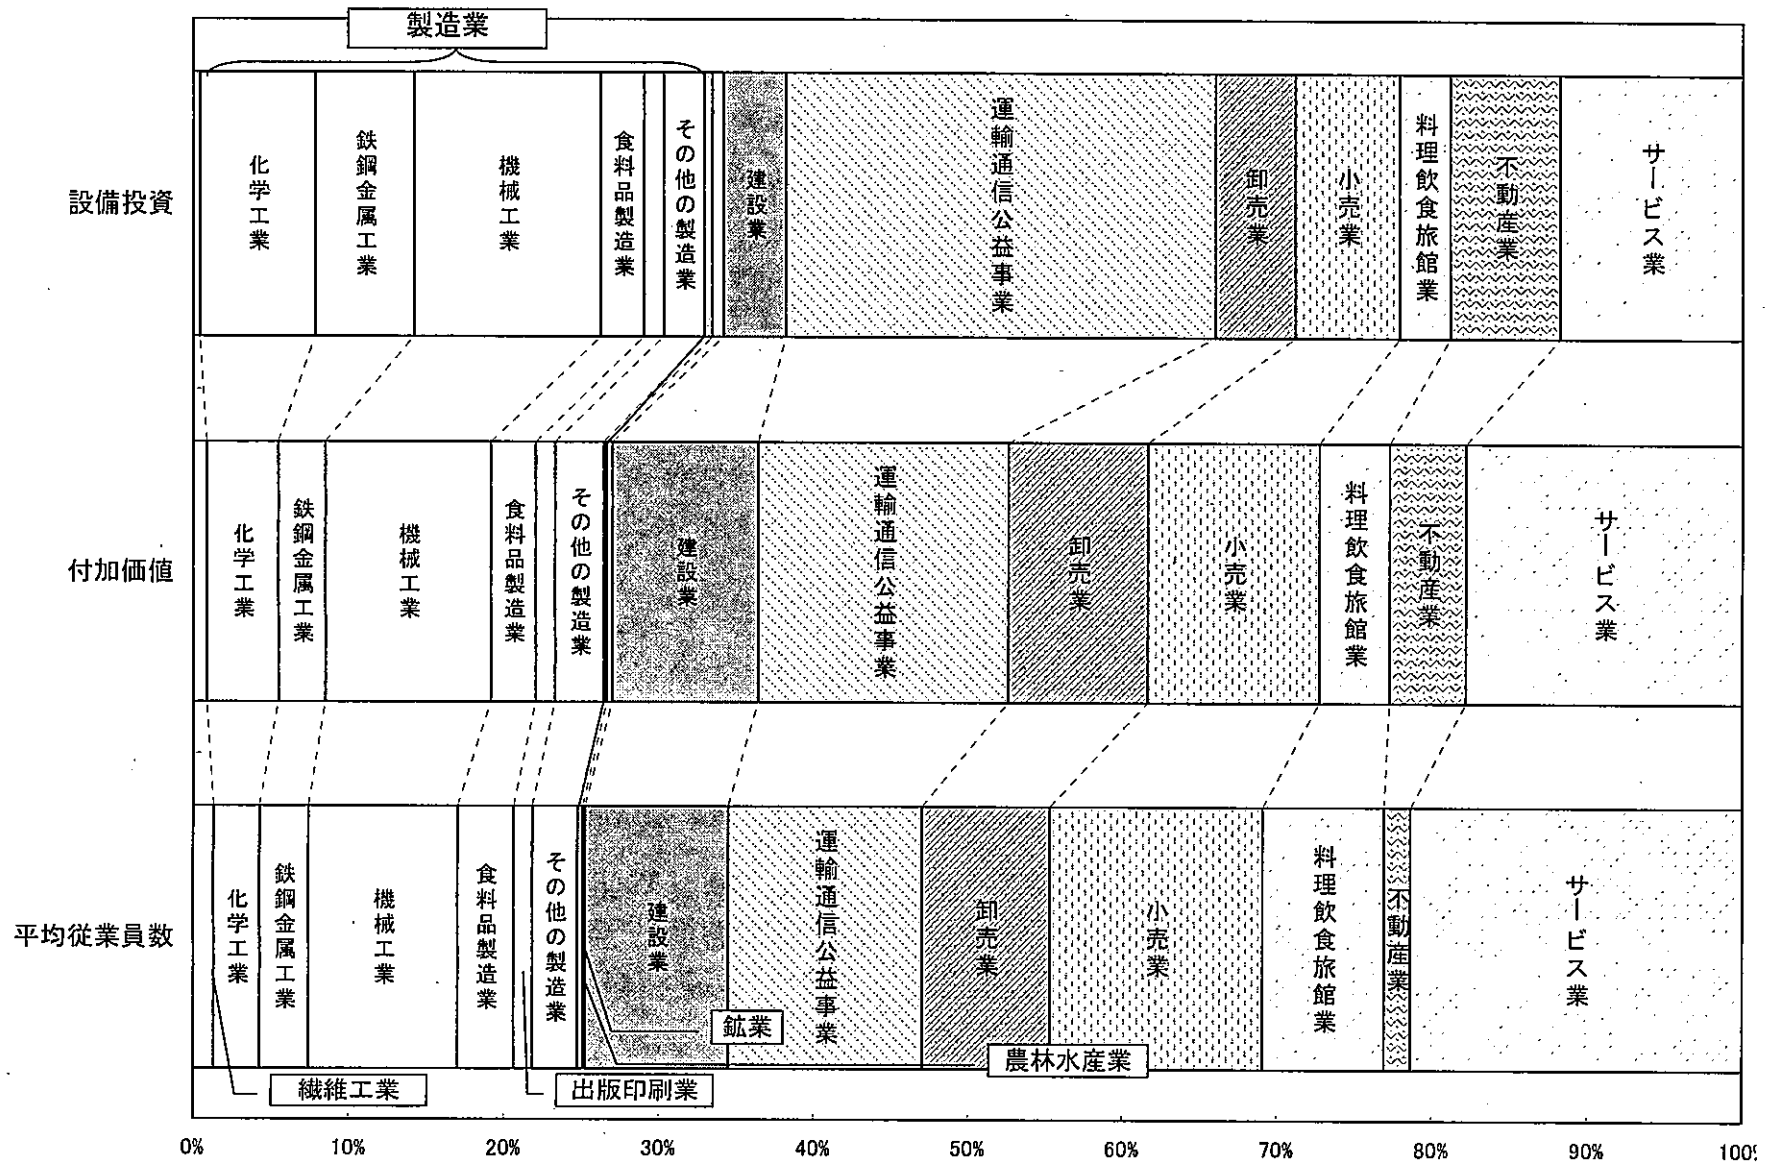 製造業
設備投資
化学工業
鉄鋼金属工業
機械工業
食料品製造業
その他の製造業
建設業
運輸通信公益事業
卸売業
小売業
料理飲食旅館業
不動産業
サービス業
付加価値
化学工業
鉄鋼金属工業
機械工業
食料品製造業
その他の製造業
建設業
運輸通信公益事業
卸売業
小売業
料理飲食旅館業
不動産業
サービス業
平均従業員数
化学工業
鉄鋼金属工業
機械工業
食料品製造業
その他の製造業
建設業
運輸通信公益事業
卸売業
小売業
料理飲食旅館業
不動産業
サービス業
鉱業
農林水産業
繊維工業
出版印刷業
0% 10% 20% 30% 40% 50% 60% 70% 80% 90% 100%